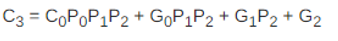 C₃ = C₀P₀P₁P₂ + G₀P₁P₂ + G₁P₂ + G₂